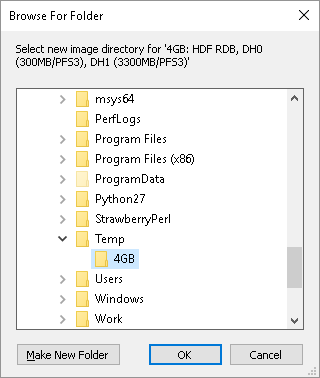 Browse For Folder
Select new image directory for '4GB: HDF RDB, DH0
(300MB/PFS3), DH1 (3300MB/PFS3)'
msys64
PerfLogs
Program Files
Program Files (x86)
ProgramData
Python27
StrawberryPerl
Temp
4GB
Users
Windows
Work
Make New Folder
OK
Cancel